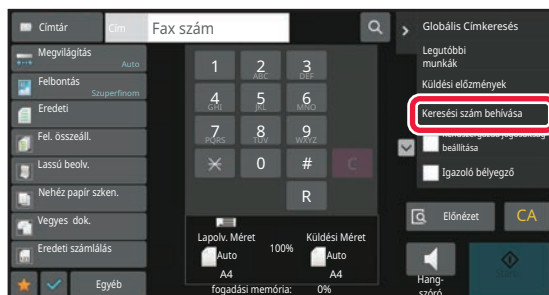 Címtár
Cím
Fax szám
Megvilágítás
Auto
Felbontás
Szuperfinom
Eredeti
Fel. összeáll.
Lassú beolv.
Nehéz papír szken.
Vegyes dok.
Eredeti számlálás
Egyéb
1
2
ABC
3
DEF
4
GHI
5
JKL
6
MNO
7
PQRS
8
TUV
9
WXYZ
0
#
C
R
Lapolv. Méret
100%
Küldési Méret
Auto
A4
Auto
A4
fogadási memória: 0%
Globális Címkeresés
Legutóbbi
munkák
Küldési előzmények
Keresési szám behívása
beállítása
Igazoló bélyegző
Előnézet
CA
Hang-
szóró